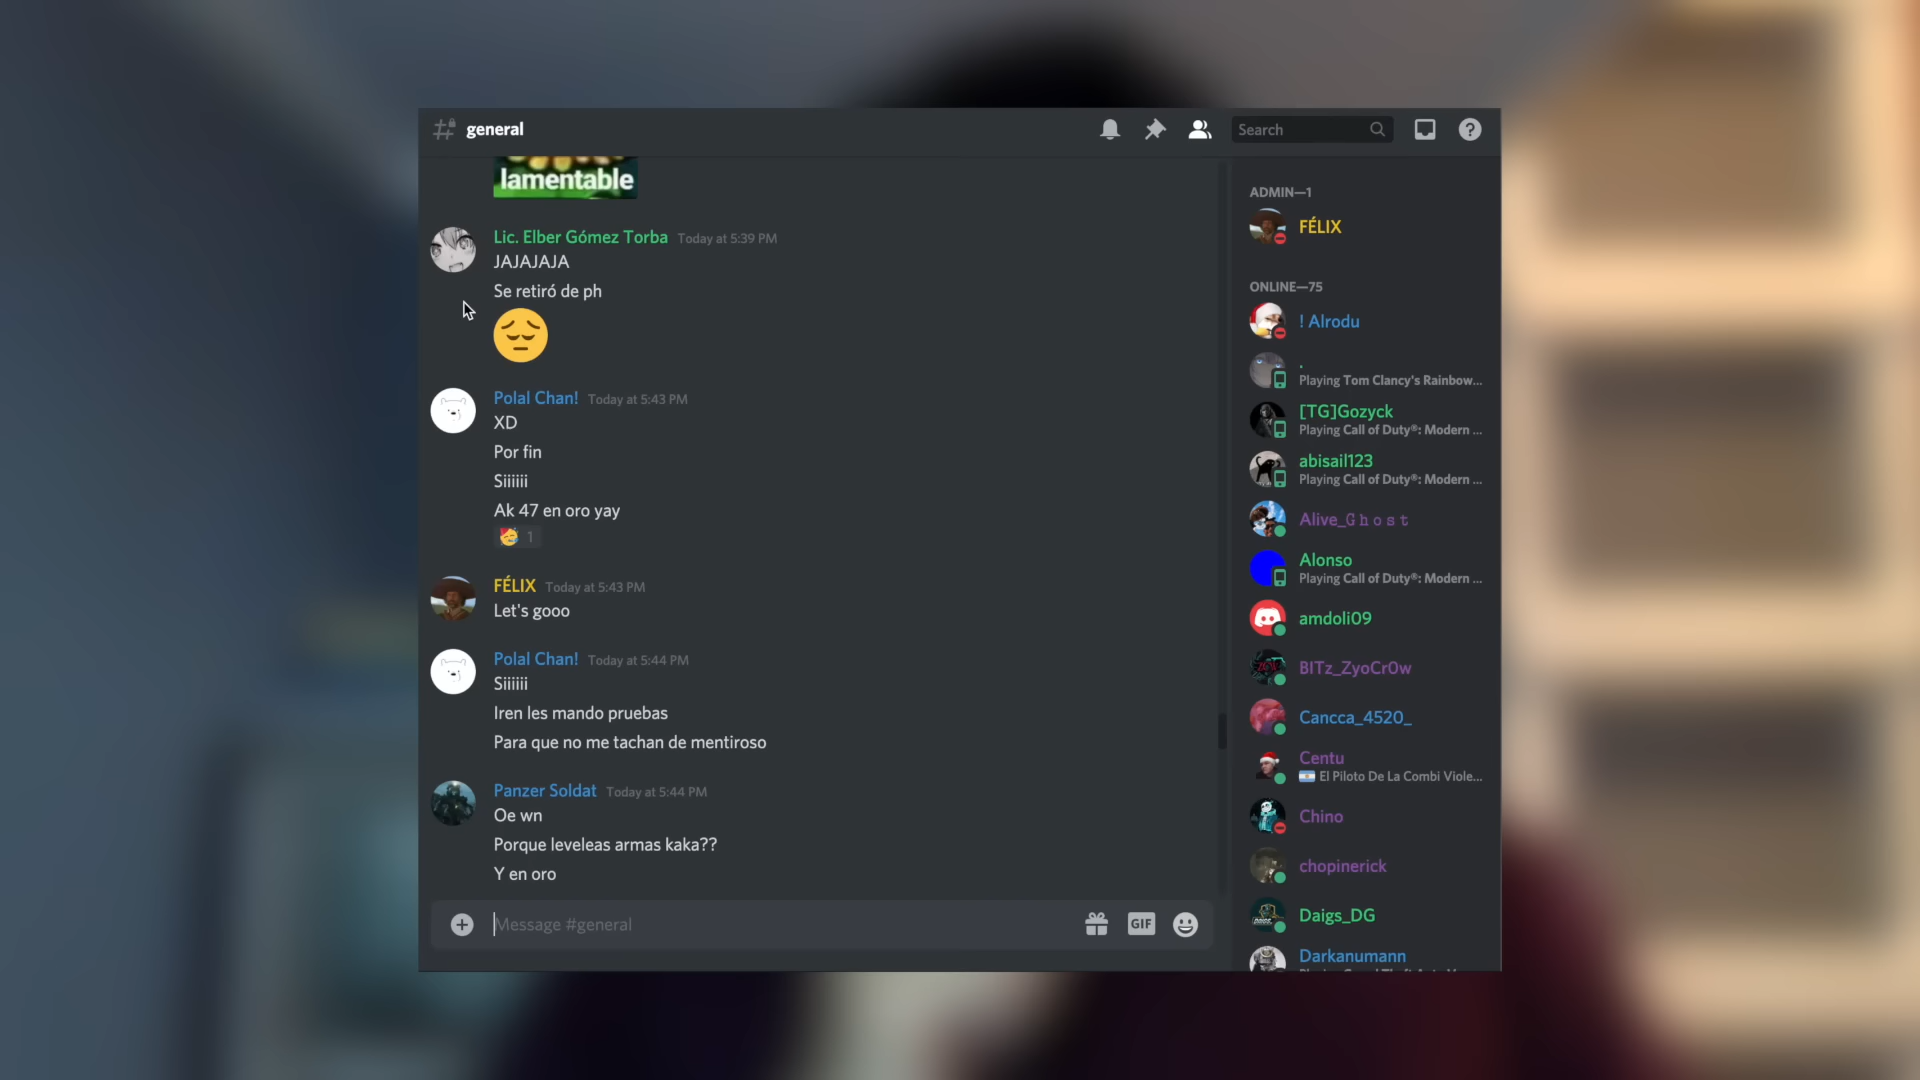 general
Search
lamentable
Lic. Elber Gómez Torba Today at 5:39 PM
JAJAJAJA
Se retiró de ph
Polal Chan! Today at 5:43 PM
XD
Por fin
Siiiiii
Ak 47 en oro yay
1
FÉLIX Today at 5:43 PM
Let's gooo
Polal Chan! Today at 5:44 PM
Siiiiii
Iren les mando pruebas
Para que no me tachan de mentiroso
Panzer Soldat Today at 5:44 PM
Oe wn
Porque leveleas armas kaka??
Y en oro
Message #general
GIF
ADMIN—1
FÉLIX
ONLINE—75
! Alrodu
.
Playing Tom Clancy's Rainbow...
[TG]Gozyck
Playing Call of Duty®: Modern ...
abisail123
Playing Call of Duty®: Modern ...
Alive_𝙶𝚑𝚘𝚜𝚝
Alonso
Playing Call of Duty®: Modern ...
amdoli09
BITz_ZyoCr0w
Cancca_4520_
Centu
El Piloto De La Combi Viole...
Chino
chopinerick
Daigs_DG
Darkanumann